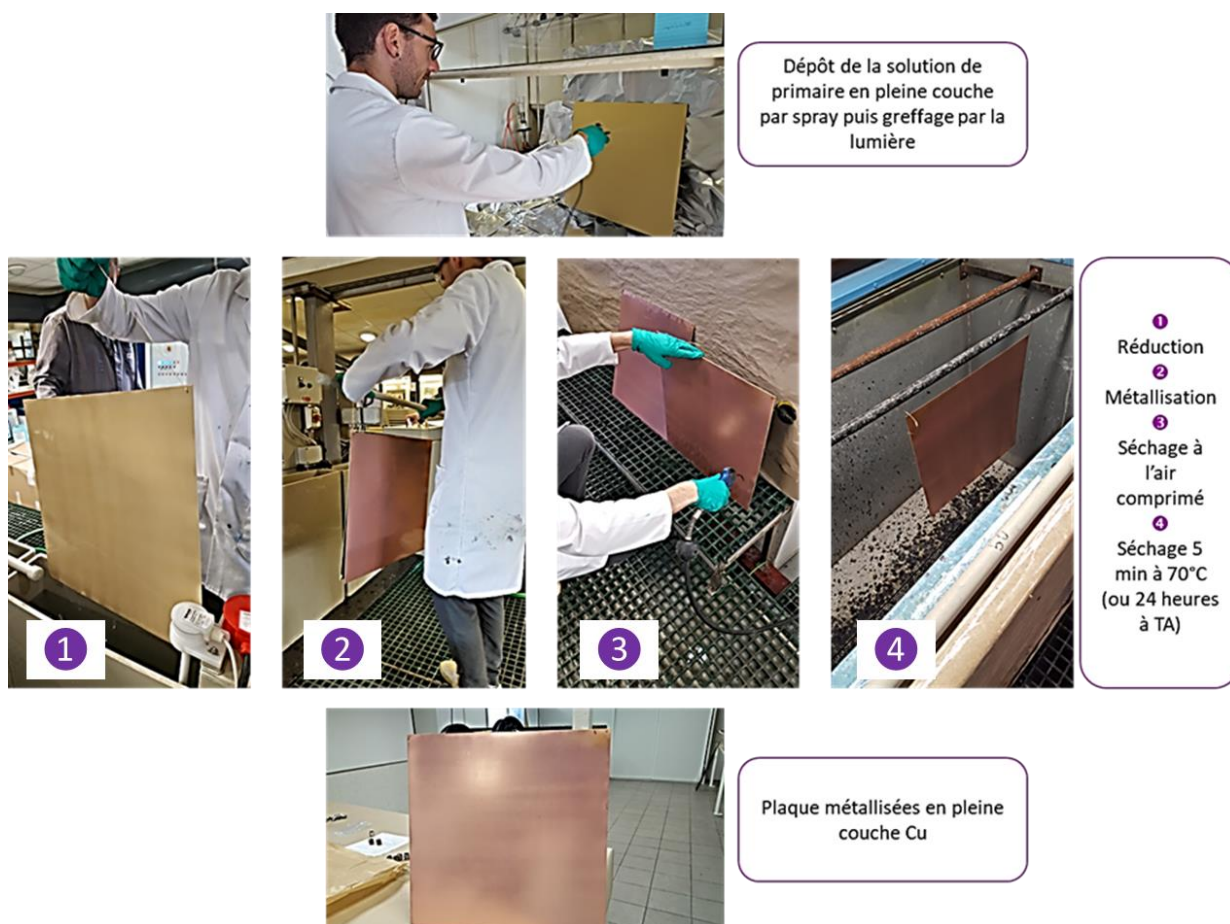 Dépôt de la solution de
primaire en pleine couche
par spray puis greffage par la
lumière
1
2
3
4
❶
Réduction
❷
Métallisation
❸
Séchage à
l'air
comprimé
❹
Séchage 5
min à 70°C
(ou 24 heures
à TA)
Plaque métallisées en pleine
couche Cu